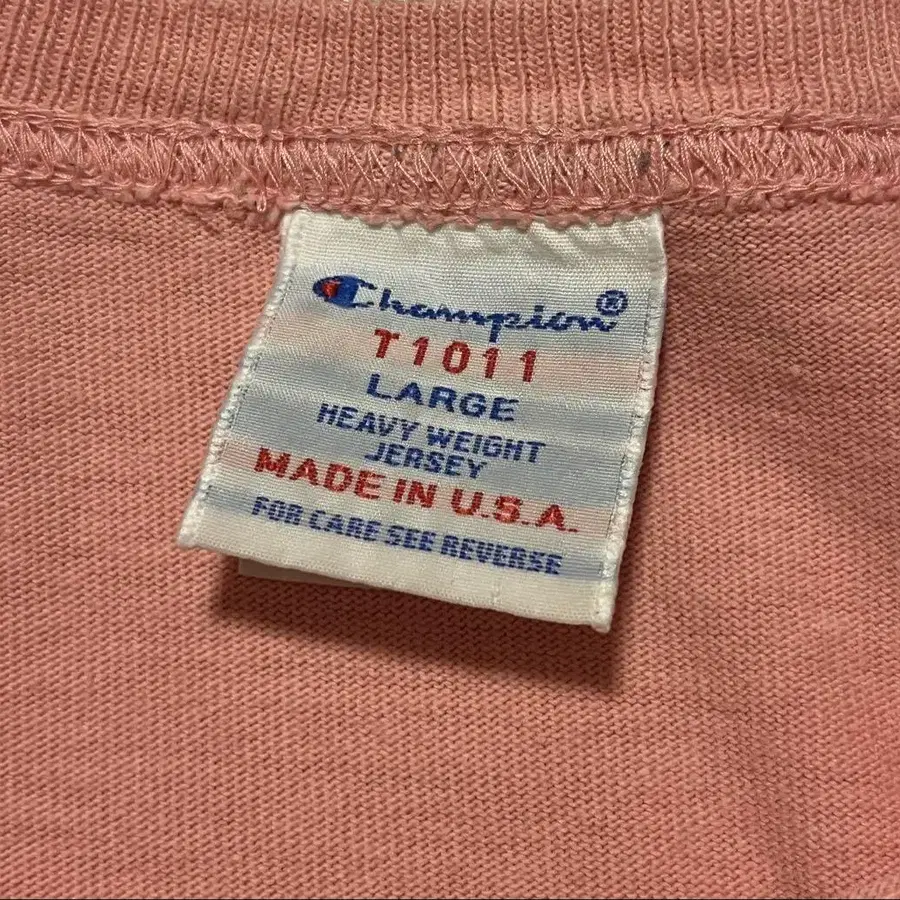 Champion®
T1011
LARGE
HEAVY WEIGHT
JERSEY
MADE IN U.S.A.
FOR CARE SEE REVERSE